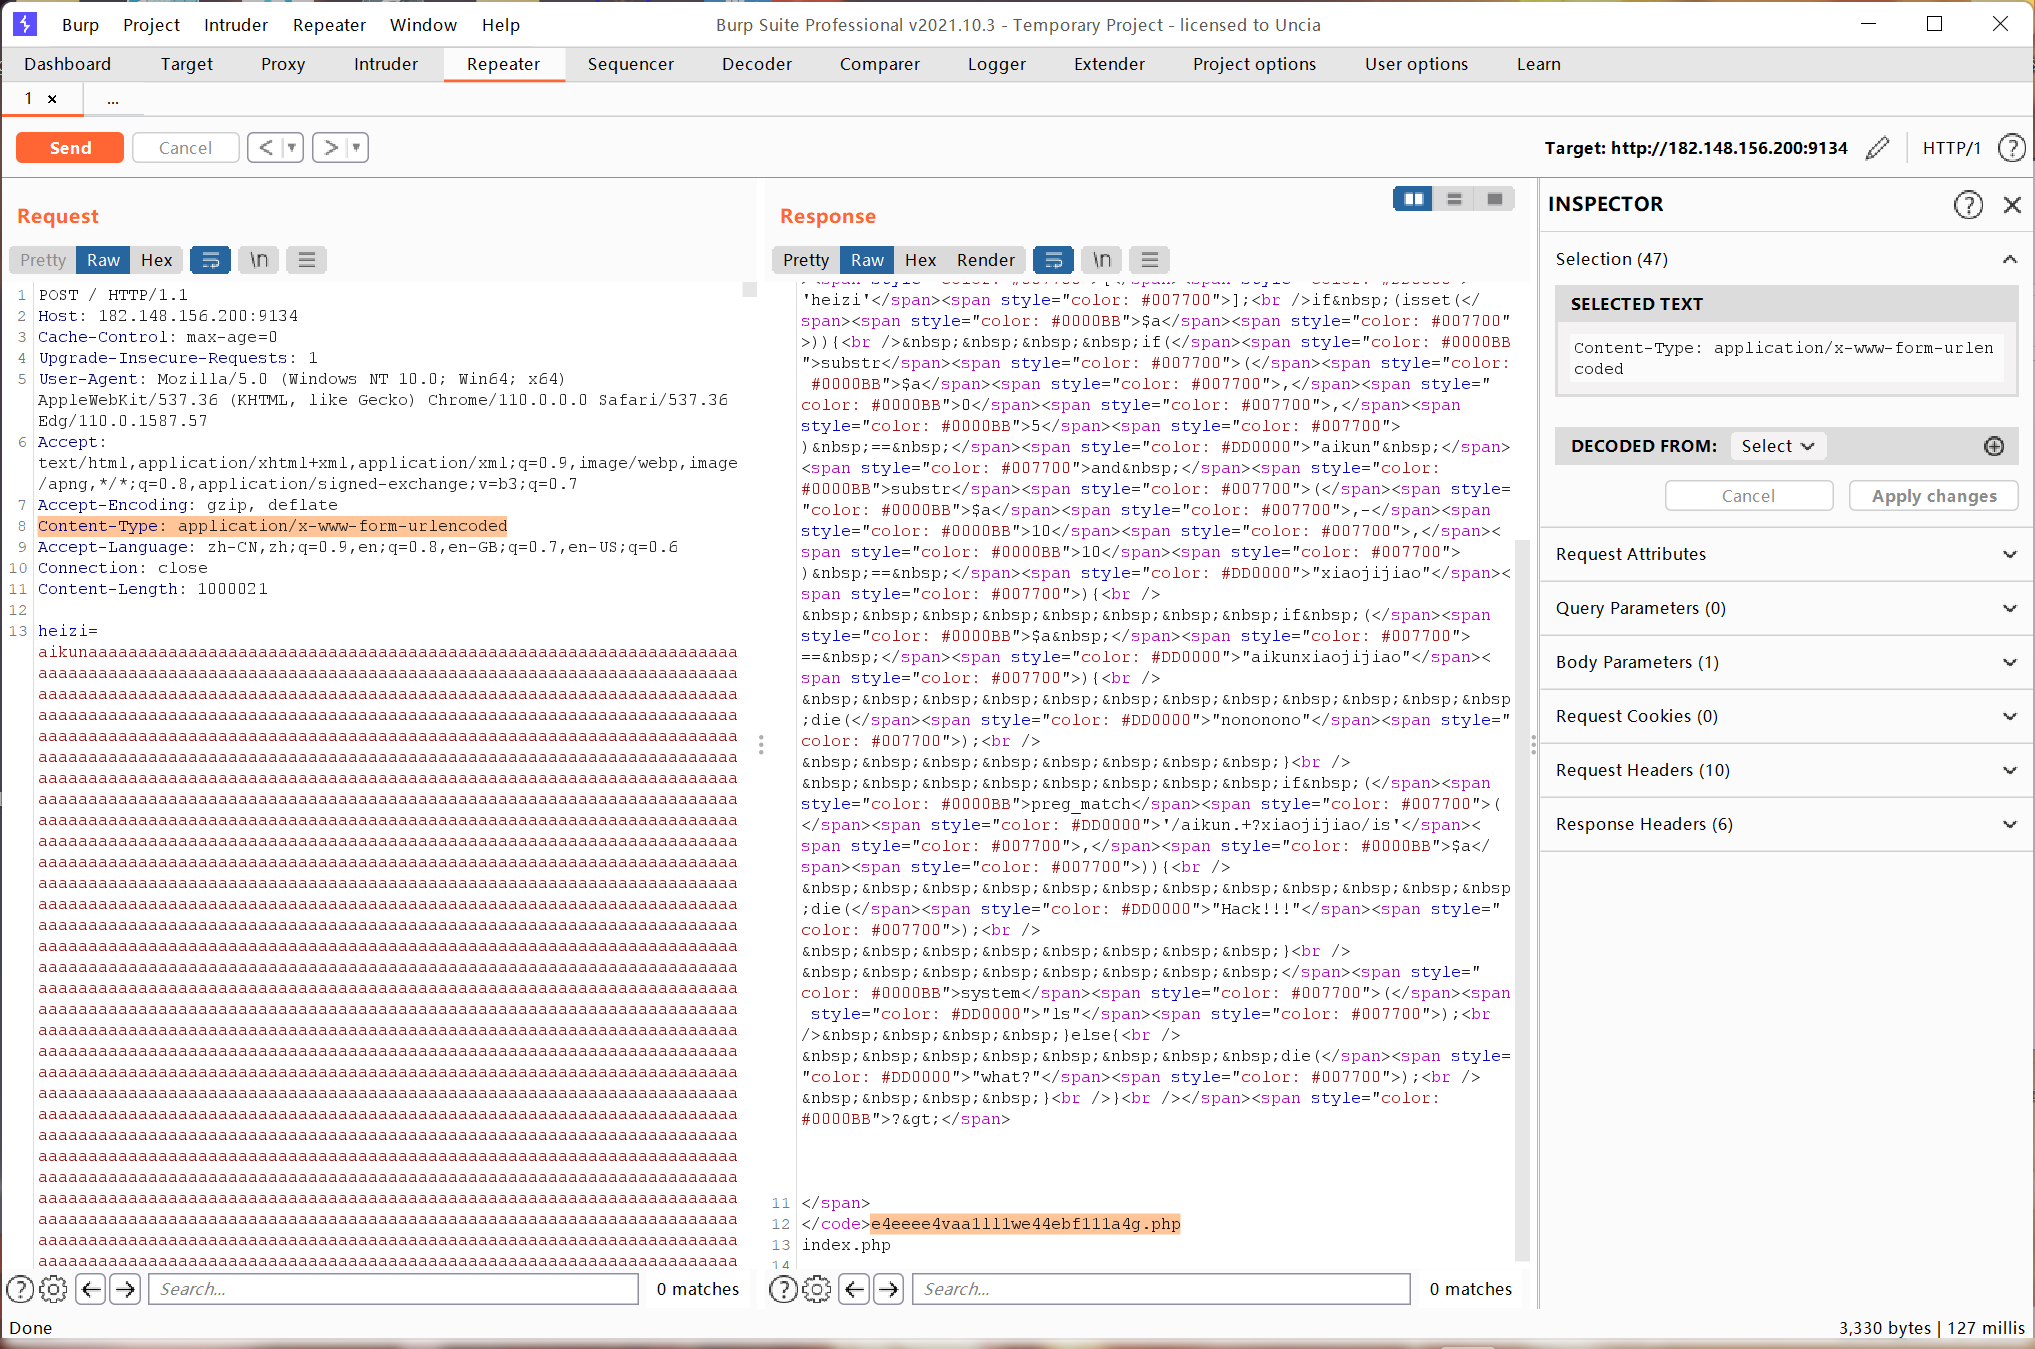 Burp Project Intruder Repeater Window Help Burp Suite Professional v2021.10.3 - Temporary Project - licensed to Uncia
Dashboard Target Proxy Intruder Repeater Sequencer Decoder Comparer Logger Extender Project options User options Learn
1 × ...
Send Cancel < > Target: http://182.148.156.200:9134 HTTP/1 ?
Request
Pretty Raw Hex \n
1 POST / HTTP/1.1
2 Host: 182.148.156.200:9134
3 Cache-Control: max-age=0
4 Upgrade-Insecure-Requests: 1
5 User-Agent: Mozilla/5.0 (Windows NT 10.0; Win64; x64)
AppleWebKit/537.36 (KHTML, like Gecko) Chrome/110.0.0.0 Safari/537.36
Edg/110.0.1587.57
6 Accept:
text/html,application/xhtml+xml,application/xml;q=0.9,image/webp,image
/apng,*/*;q=0.8,application/signed-exchange;v=b3;q=0.7
7 Accept-Encoding: gzip, deflate
8 Content-Type: application/x-www-form-urlencoded
9 Accept-Language: zh-CN,zh;q=0.9,en;q=0.8,en-GB;q=0.7,en-US;q=0.6
10 Connection: close
11 Content-Length: 1000021
12
13 heizi=
Search... 0 matches
Response
Pretty Raw Hex Render \n
'heizi'</span><span style="color: #007700">];<br />if&nbsp;(isset(</
span><span style="color: #0000BB">$a</span><span style="color: #007700"
>)){<br />&nbsp;&nbsp;&nbsp;&nbsp;if(</span><span style="color: #0000BB
">substr</span><span style="color: #007700">(</span><span style="color:
#0000BB">$a</span><span style="color: #007700">,</span><span style="
color: #0000BB">0</span><span style="color: #007700">,</span><span
style="color: #0000BB">5</span><span style="color: #007700">
)&nbsp;==&nbsp;</span><span style="color: #DD0000">"aikun"&nbsp;</span>
<span style="color: #007700">and&nbsp;</span><span style="color:
#0000BB">substr</span><span style="color: #007700">(</span><span style=
"color: #0000BB">$a</span><span style="color: #007700">,-</span><span
style="color: #0000BB">10</span><span style="color: #007700">,</span><
span style="color: #0000BB">10</span><span style="color: #007700">
)&nbsp;==&nbsp;</span><span style="color: #DD0000">"xiaojijiao"</span><
span style="color: #007700">){<br />
&nbsp;&nbsp;&nbsp;&nbsp;&nbsp;&nbsp;&nbsp;&nbsp;if&nbsp;(</span><span
style="color: #0000BB">$a&nbsp;</span><span style="color: #007700">
==&nbsp;</span><span style="color: #DD0000">"aikunxiaojijiao"</span><
span style="color: #007700">){<br />
&nbsp;&nbsp;&nbsp;&nbsp;&nbsp;&nbsp;&nbsp;&nbsp;&nbsp;&nbsp;&nbsp;&nbsp
;die(</span><span style="color: #DD0000">"nononono"</span><span style="
color: #007700">);<br />
&nbsp;&nbsp;&nbsp;&nbsp;&nbsp;&nbsp;&nbsp;&nbsp;}<br />
&nbsp;&nbsp;&nbsp;&nbsp;&nbsp;&nbsp;&nbsp;&nbsp;if&nbsp;(</span><span
style="color: #0000BB">preg_match</span><span style="color: #007700">(
</span><span style="color: #DD0000">'/aikun.+?xiaojijiao/is'</span><
span style="color: #007700">,</span><span style="color: #0000BB">$a</
span><span style="color: #007700">)){<br />
&nbsp;&nbsp;&nbsp;&nbsp;&nbsp;&nbsp;&nbsp;&nbsp;&nbsp;&nbsp;&nbsp;&nbsp
;die(</span><span style="color: #DD0000">"Hack!!!"</span><span style="
color: #007700">);<br />
&nbsp;&nbsp;&nbsp;&nbsp;&nbsp;&nbsp;&nbsp;&nbsp;}<br />
&nbsp;&nbsp;&nbsp;&nbsp;&nbsp;&nbsp;&nbsp;&nbsp;</span><span style="
color: #0000BB">system</span><span style="color: #007700">(</span><span
style="color: #DD0000">"ls"</span><span style="color: #007700">);<br
/>&nbsp;&nbsp;&nbsp;&nbsp;}else{<br />
&nbsp;&nbsp;&nbsp;&nbsp;&nbsp;&nbsp;&nbsp;&nbsp;die(</span><span style=
"color: #DD0000">"what?"</span><span style="color: #007700">);<br />
&nbsp;&nbsp;&nbsp;&nbsp;}<br />}<br /></span><span style="color:
#0000BB">?&gt;</span>
11 </span>
12 </code>e4eeee4vaa1ll1we44ebf111a4g.php
13 index.php
14
Search... 0 matches
INSPECTOR
Selection (47)
SELECTED TEXT
Content-Type: application/x-www-form-urlen
coded
DECODED FROM: Select
Cancel Apply changes
Request Attributes
Query Parameters (0)
Body Parameters (1)
Request Cookies (0)
Request Headers (10)
Response Headers (6)
Done 3,330 bytes | 127 millis